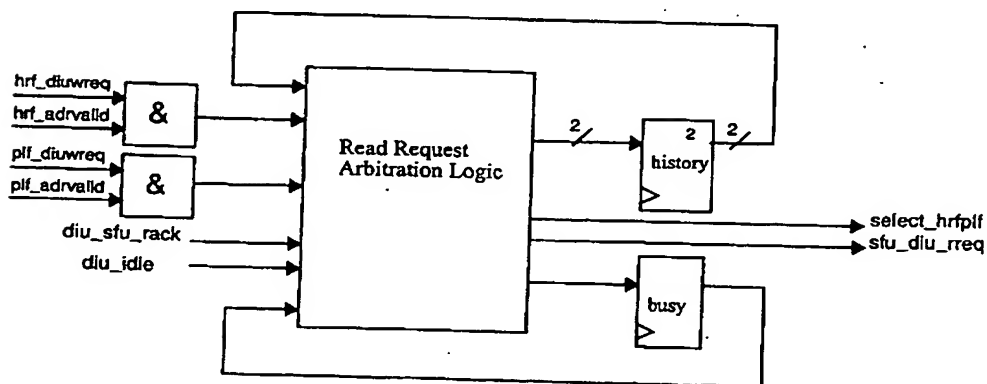 hrf_diuwreq
hrf_adrvalid
&
plf_diuwreq
plf_adrvalid
&
diu_sfu_rack
diu_idle
Read Request
Arbitration Logic
2
2
2
history
select_hrfplf
sfu_diu_rreq
busy